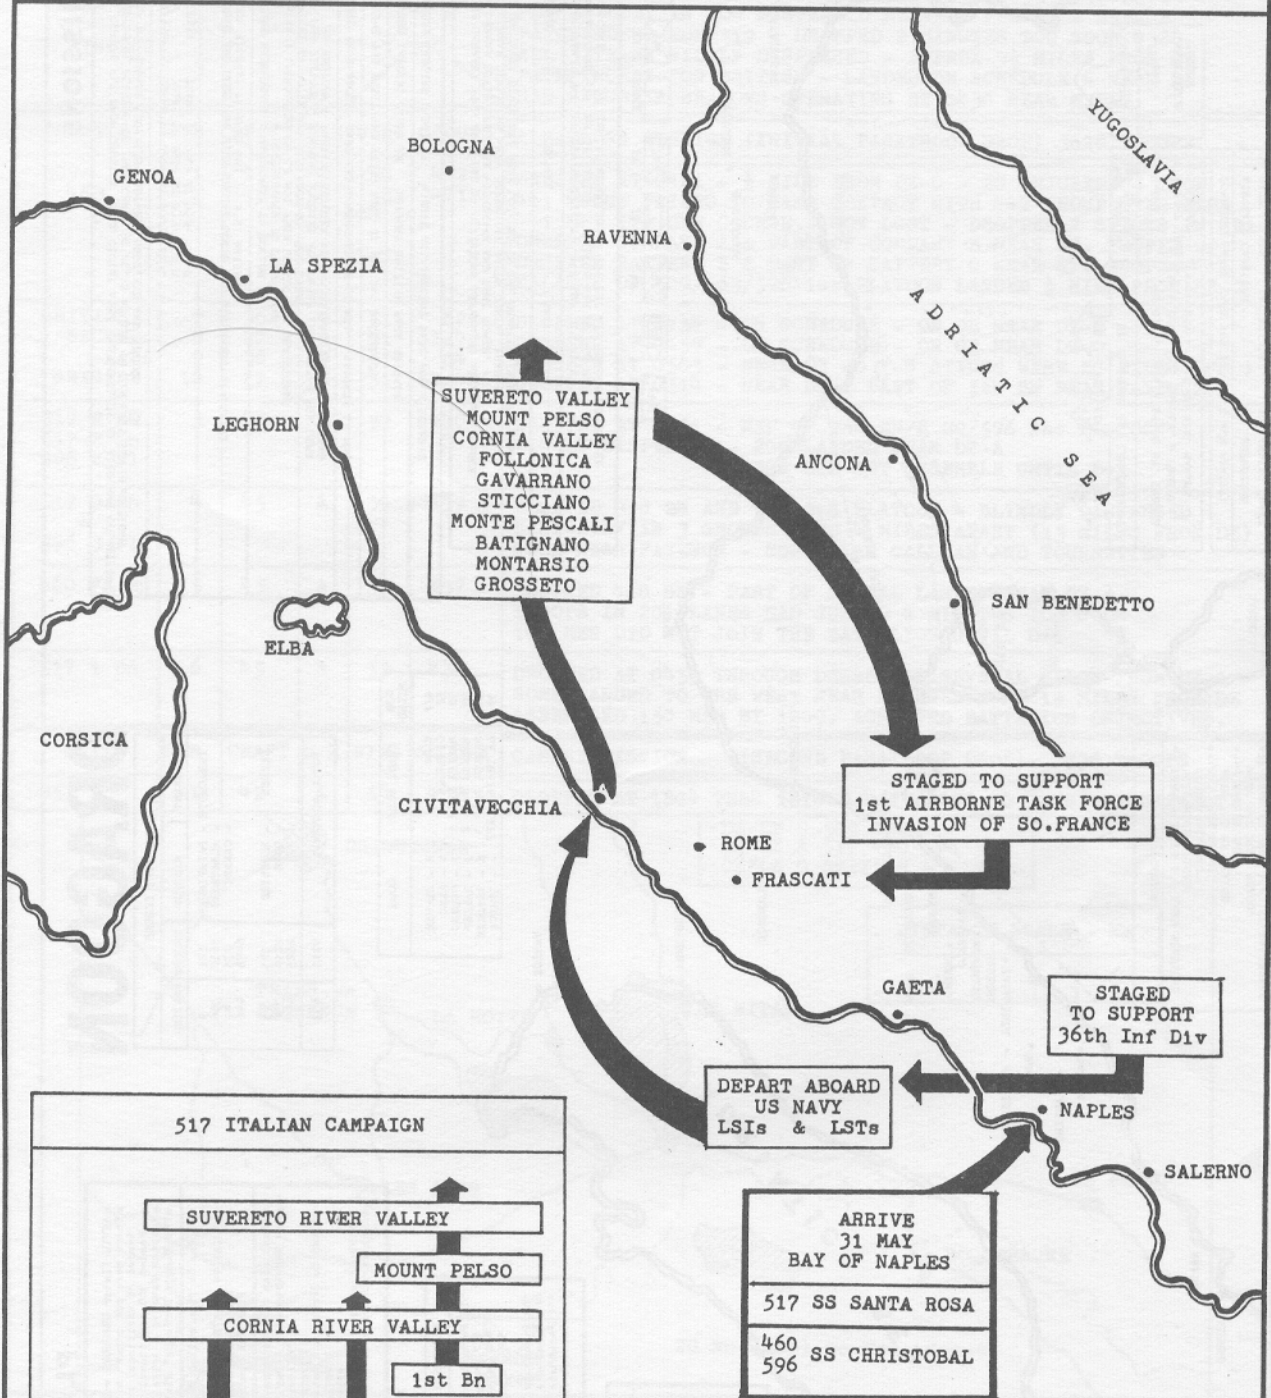 YUGOSLAVIA
BOLOGNA
GENOA
RAVENNA
LA SPEZIA
ADRIATIC SEA
SUVERETO VALLEY
MOUNT PELSO
CORNIA VALLEY
FOLLONICA
GAVARRANO
STICCIANO
MONTE PESCALI
BATIGNANO
MONTARSIO
GROSSETO
LEGHORN
ANCONA
SAN BENEDETTO
ELBA
CORSICA
CIVITAVECCHIA
STAGED TO SUPPORT
1st AIRBORNE TASK FORCE
INVASION OF SO.FRANCE
ROME
FRASCATI
GAETA
STAGED
TO SUPPORT
36th Inf Div
DEPART ABOARD
US NAVY
LSIs & LSTs
NAPLES
SALERNO
ARRIVE
31 MAY
BAY OF NAPLES
517 SS SANTA ROSA
460
596 SS CHRISTOBAL
517 ITALIAN CAMPAIGN
SUVERETO RIVER VALLEY
MOUNT PELSO
CORNIA RIVER VALLEY
1st Bn